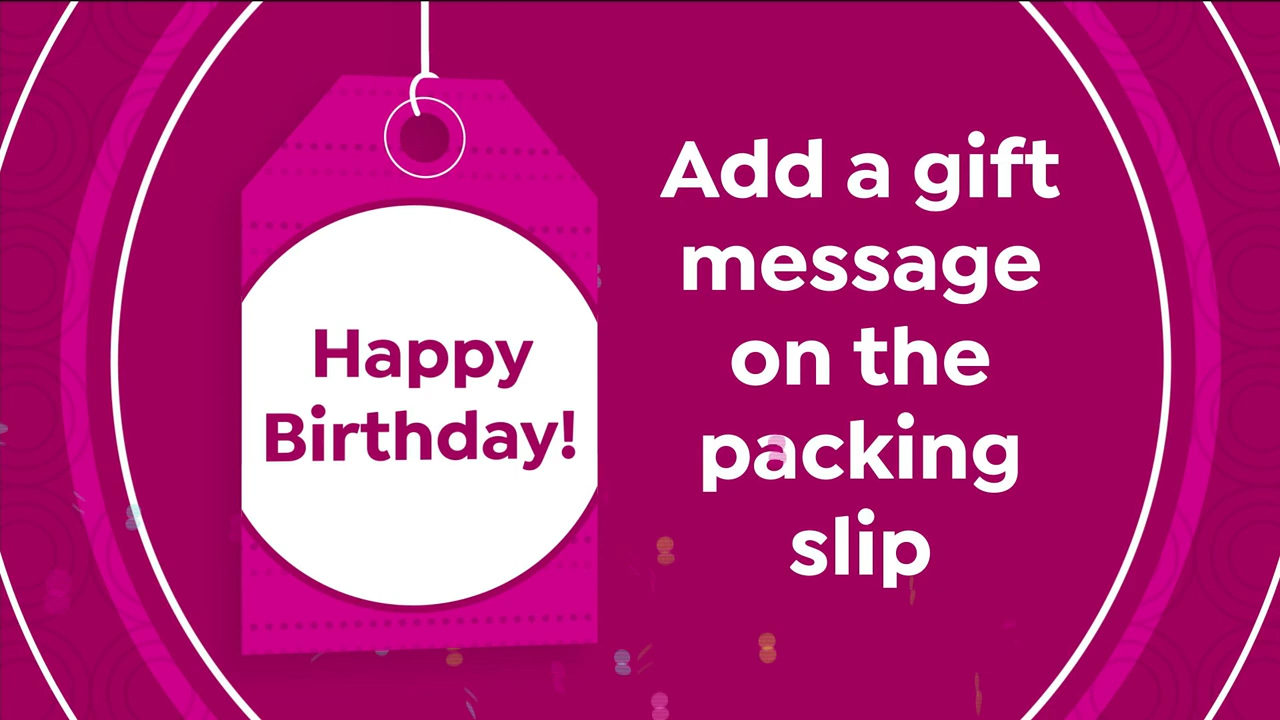 Happy
Birthday!
Add a gift
message
on the
packing
slip